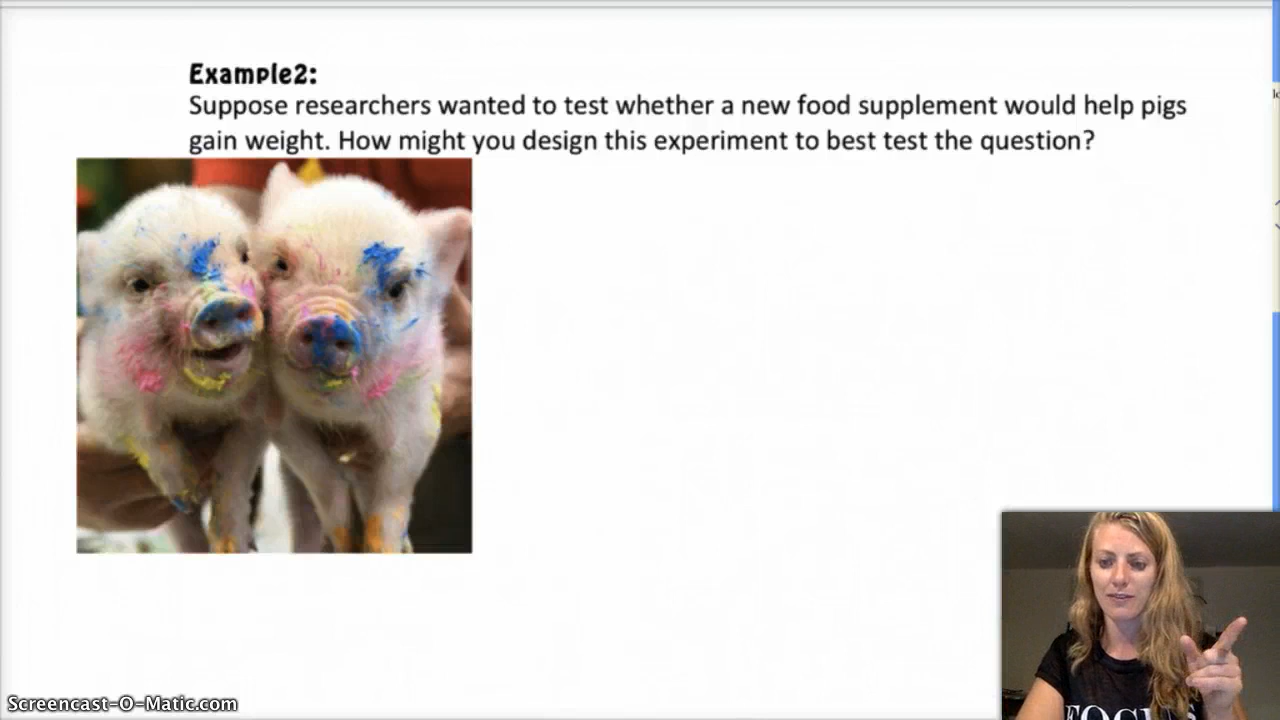 Example2:
Suppose researchers wanted to test whether a new food supplement would help pigs
gain weight. How might you design this experiment to best test the question?
Screencast-O-Matic.com